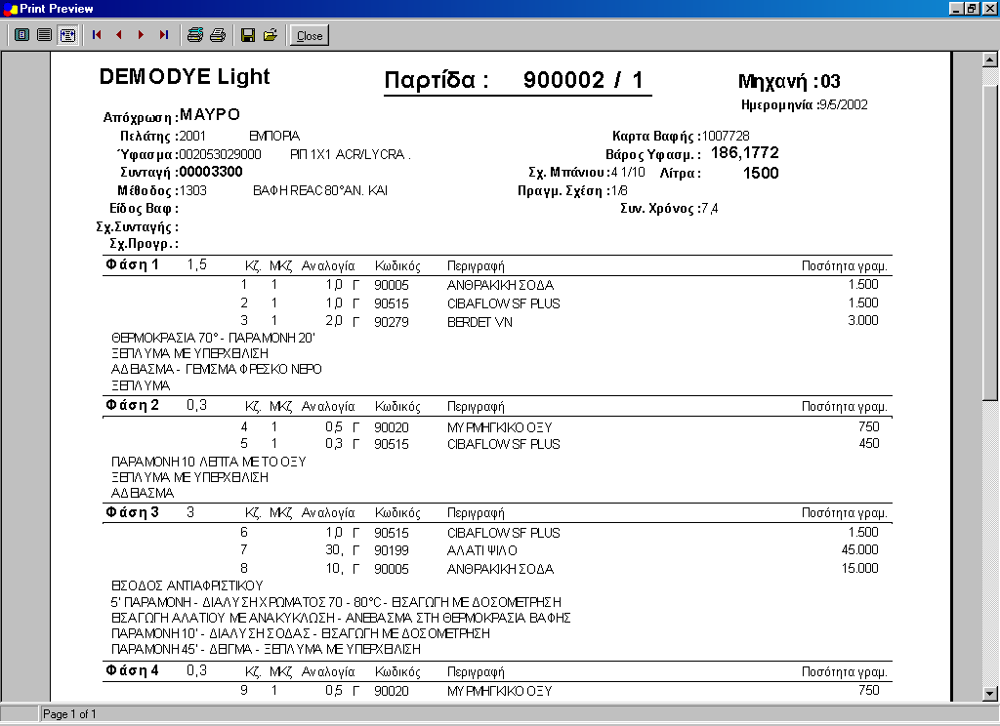 Print Preview
Close
DEMODYE Light Παρτίδα : 900002 / 1 Μηχανή :03
Ημερομηνία :9/5/2002
Απόχρωση :ΜΑΥΡΟ
Πελάτης :2001 ΕΜΠΟΡΙΑ Καρτα Βαφής :1007728
Ύφασμα :002053029000 ΡΙΠ 1Χ1 ACR/LYCRA . Βάρος Υφασμ. : 186,1772
Συνταγή :00003300 Σχ. Μπάνιου :4 1/10 Λίτρα : 1500
Μέθοδος :1303 ΒΑΦΗ REAC 80°ΑΝ. ΚΑΙ Πραγμ. Σχέση :1/8
Είδος Βαφ : Συν. Χρόνος :7,4
Σχ.Συνταγής :
Σχ.Προγρ. :
Φάση 1 1,5 Κζ. ΜΚζ Αναλογία Κωδικός Περιγραφή Ποσότητα γραμ.
1 1 1,0 Γ 90005 ΑΝΘΡΑΚΙΚΗ ΣΟΔΑ 1.500
2 1 1,0 Γ 90515 CIBAFLOW SF PLUS 1.500
3 1 2,0 Γ 90279 BERDET VN 3.000
ΘΕΡΜΟΚΡΑΣΙΑ 70° - ΠΑΡΑΜΟΝΗ 20'
ΞΕΠΛΥΜΑ ΜΕ ΥΠΕΡΧΕΙΛΙΣΗ
ΑΔΕΙΑΣΜΑ - ΓΕΜΙΣΜΑ ΦΡΕΣΚΟ ΝΕΡΟ
ΞΕΠΛΥΜΑ
Φάση 2 0,3 Κζ. ΜΚζ Αναλογία Κωδικός Περιγραφή Ποσότητα γραμ.
4 1 0,5 Γ 90020 ΜΥΡΜΗΓΚΙΚΟ ΟΞΥ 750
5 1 0,3 Γ 90515 CIBAFLOW SF PLUS 450
ΠΑΡΑΜΟΝΗ 10 ΛΕΠΤΑ ΜΕ ΤΟ ΟΞΥ
ΞΕΠΛΥΜΑ ΜΕ ΥΠΕΡΧΕΙΛΙΣΗ
ΑΔΕΙΑΣΜΑ
Φάση 3 3 Κζ. ΜΚζ Αναλογία Κωδικός Περιγραφή Ποσότητα γραμ.
6 1,0 Γ 90515 CIBAFLOW SF PLUS 1.500
7 30, Γ 90199 ΑΛΑΤΙ ΨΙΛΟ 45.000
8 10, Γ 90005 ΑΝΘΡΑΚΙΚΗ ΣΟΔΑ 15.000
ΕΙΣΟΔΟΣ ΑΝΤΙΑΦΡΙΣΤΙΚΟΥ
5' ΠΑΡΑΜΟΝΗ - ΔΙΑΛΥΣΗ ΧΡΩΜΑΤΟΣ 70 - 80°C - ΕΙΣΑΓΩΓΗ ΜΕ ΔΟΣΟΜΕΤΡΗΣΗ
ΕΙΣΑΓΩΓΗ ΑΛΑΤΙΟΥ ΜΕ ΑΝΑΚΥΚΛΩΣΗ - ΑΝΕΒΑΣΜΑ ΣΤΗ ΘΕΡΜΟΚΡΑΣΙΑ ΒΑΦΗΣ
ΠΑΡΑΜΟΝΗ 10' - ΔΙΑΛΥΣΗ ΣΟΔΑΣ - ΕΙΣΑΓΩΓΗ ΜΕ ΔΟΣΟΜΕΤΡΗΣΗ
ΠΑΡΑΜΟΝΗ 45' - ΔΕΙΓΜΑ - ΞΕΠΛΥΜΑ ΜΕ ΥΠΕΡΧΕΙΛΙΣΗ
Φάση 4 0,3 Κζ. ΜΚζ Αναλογία Κωδικός Περιγραφή Ποσότητα γραμ.
9 1 0,5 Γ 90020 ΜΥΡΜΗΓΚΙΚΟ ΟΞΥ 750
Page 1 of 1